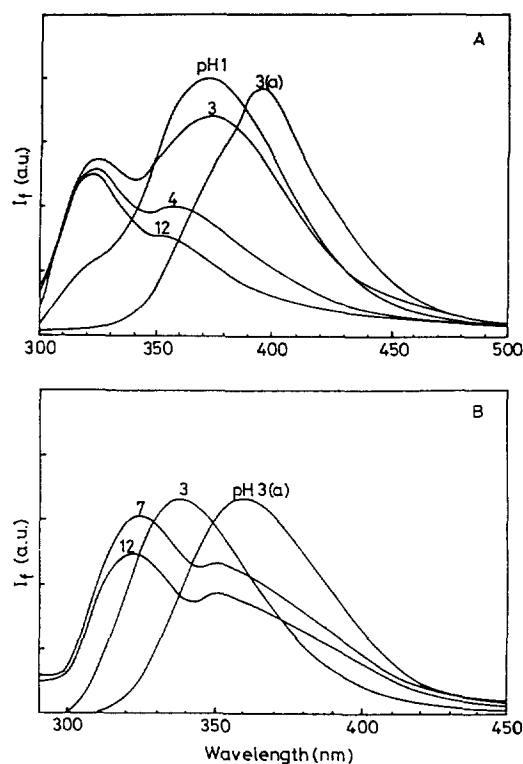 A
pH1
3(a)
3
4
12
I_f (a.u.)
300 350 400 450 500
B
pH 3(a)
3
7
12
I_f (a.u.)
300 350 400 450
Wavelength (nm)